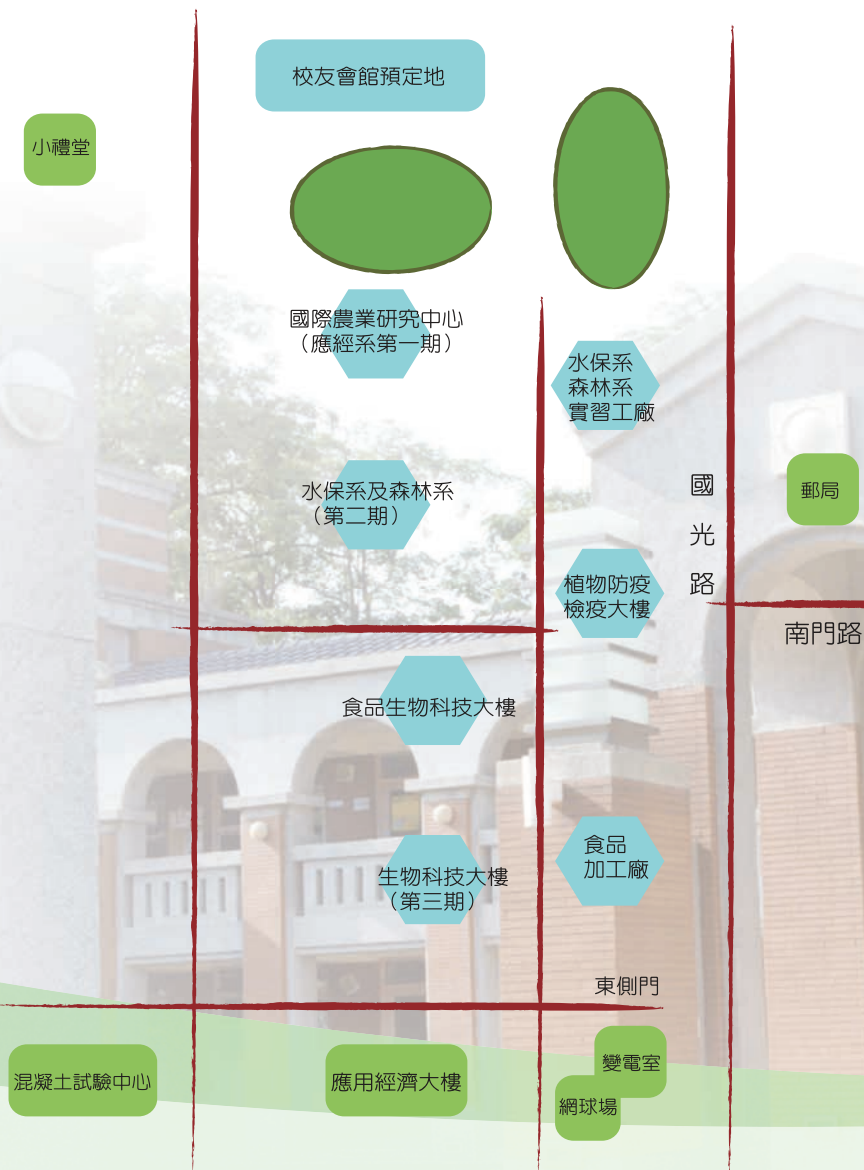 校友會館預定地
小禮堂
國際農業研究中心
（應經系第一期）
水保系
森林系
實習工廠
水保系及森林系
（第二期）
國
光
路
郵局
植物防疫
檢疫大樓
南門路
食品生物科技大樓
食品
加工廠
生物科技大樓
（第三期）
東側門
混凝土試驗中心
應用經濟大樓
變電室
網球場